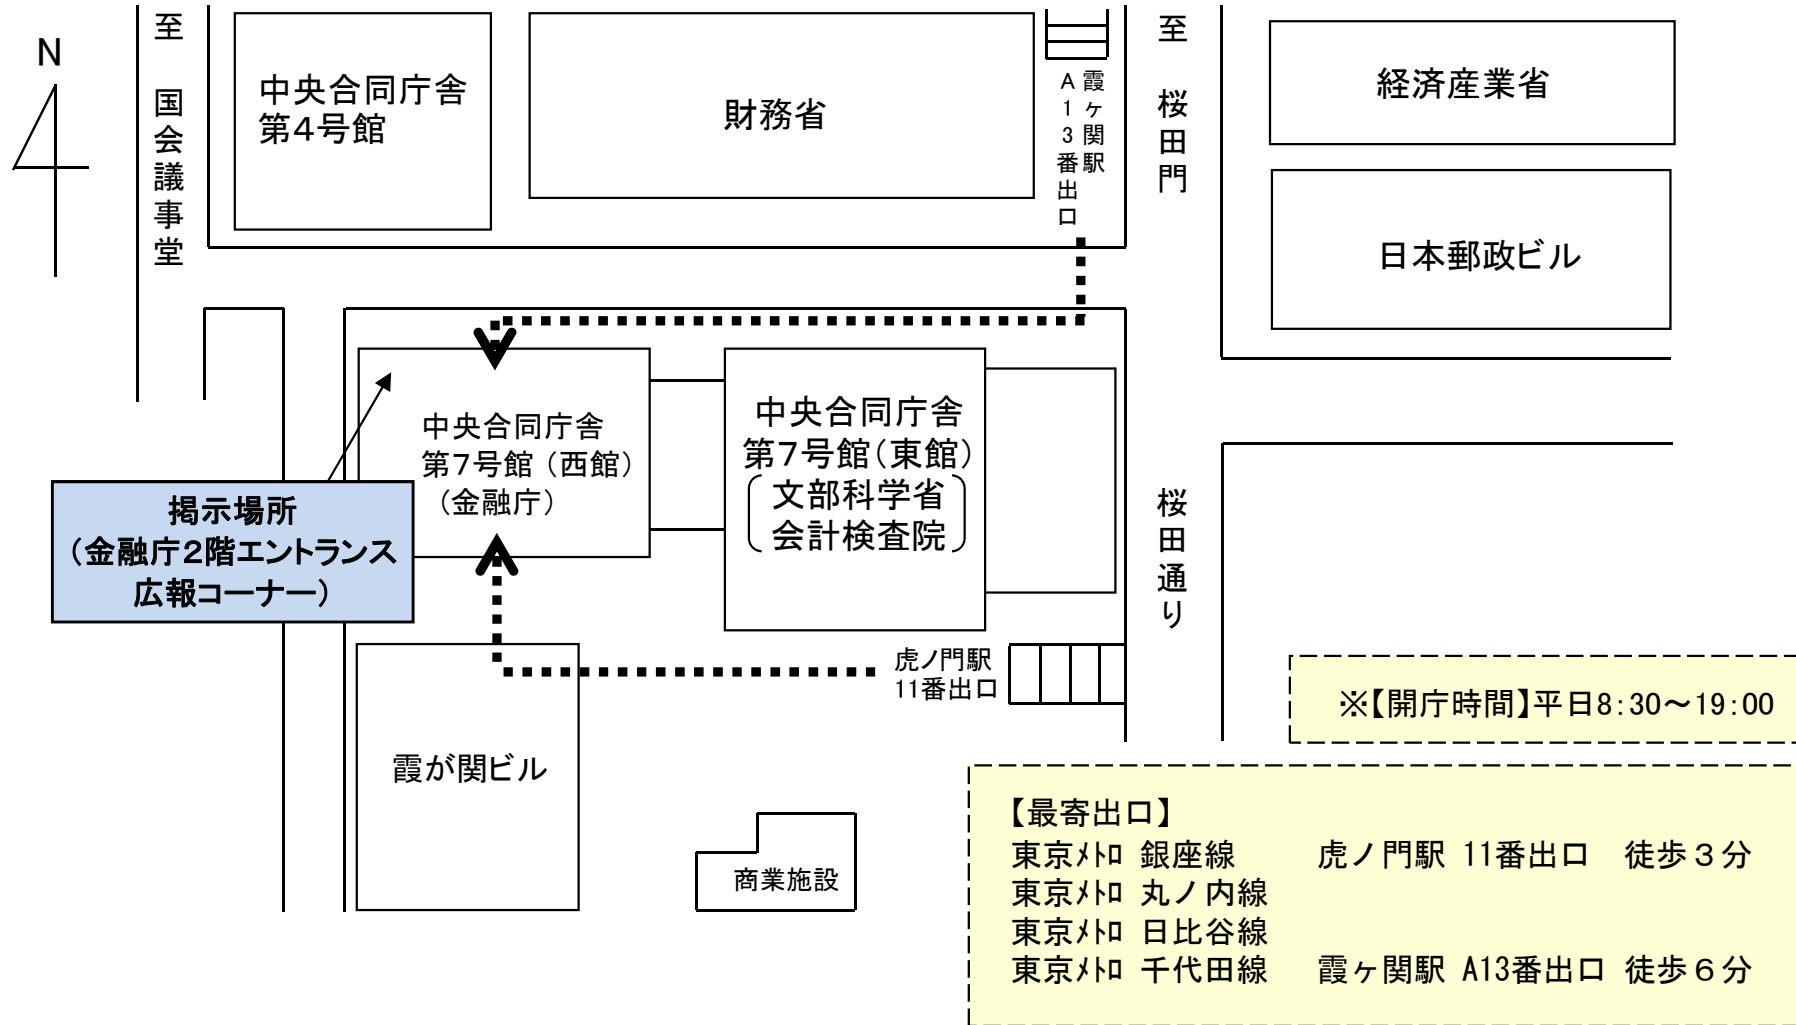 N
至 国会議事堂
中央合同庁舎
第4号館
財務省
霞ヶ関駅
A13番出口
至 桜田門
経済産業省
日本郵政ビル
中央合同庁舎
第7号館（西館）
（金融庁）
中央合同庁舎
第7号館（東館）
文部科学省
会計検査院
掲示場所
（金融庁2階エントランス
広報コーナー）
桜田通り
虎ノ門駅
11番出口
霞が関ビル
商業施設
※【開庁時間】平日8:30～19:00
【最寄出口】
東京ﾒﾄﾛ 銀座線　虎ノ門駅 11番出口　徒歩３分
東京ﾒﾄﾛ 丸ノ内線
東京ﾒﾄﾛ 日比谷線
東京ﾒﾄﾛ 千代田線　霞ヶ関駅 A13番出口 徒歩６分